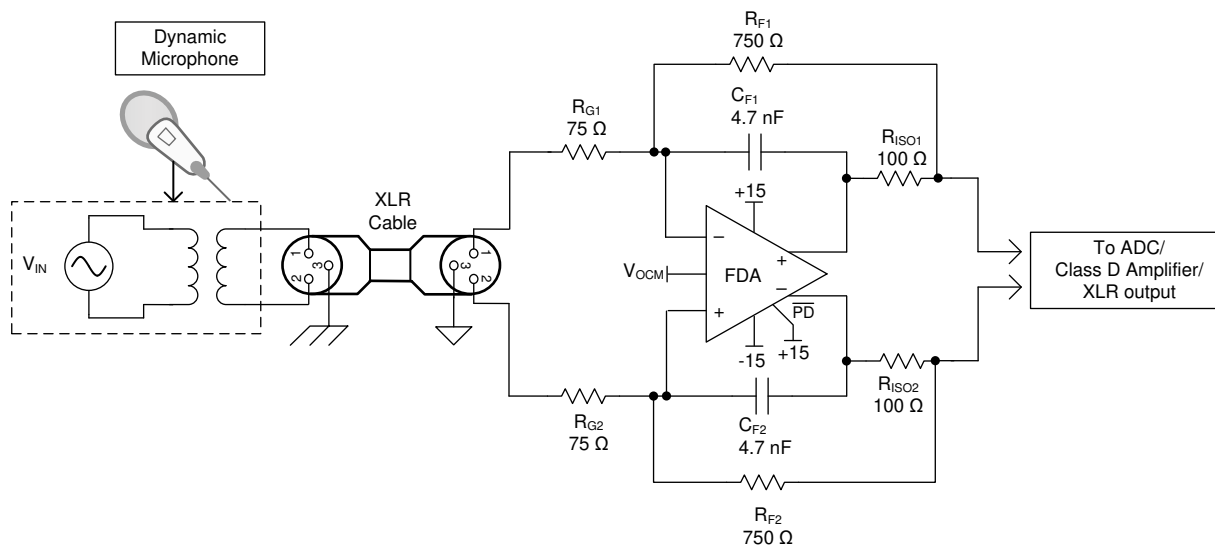 Dynamic
Microphone
V_IN
XLR
Cable
1
2
3
1
2
3
R_G1
75 Ω
R_G2
75 Ω
R_F1
750 Ω
C_F1
4.7 nF
R_ISO1
100 Ω
+15
−
+
V_OCM
FDA
+
−
PD
-15
+15
R_ISO2
100 Ω
C_F2
4.7 nF
R_F2
750 Ω
To ADC/
Class D Amplifier/
XLR output